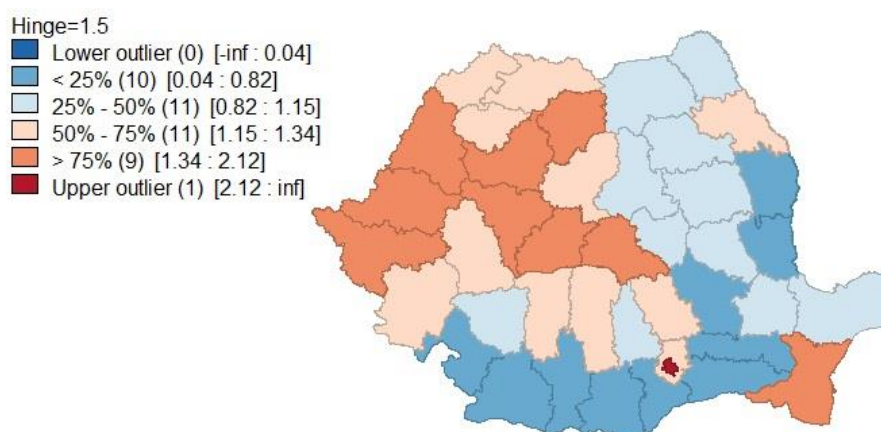 Hinge=1.5
Lower outlier (0) [-inf : 0.04]
< 25% (10) [0.04 : 0.82]
25% - 50% (11) [0.82 : 1.15]
50% - 75% (11) [1.15 : 1.34]
> 75% (9) [1.34 : 2.12]
Upper outlier (1) [2.12 : inf]